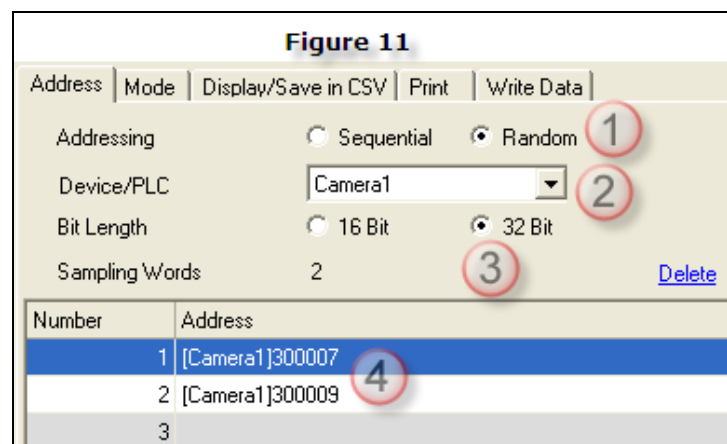 Figure 11
Address Mode Display/Save in CSV Print Write Data
Addressing Sequential Random 1
Device/PLC Camera1 2
Bit Length 16 Bit 32 Bit
Sampling Words 2 3 Delete
Number Address
1 [Camera1]300007
4
2 [Camera1]300009
3